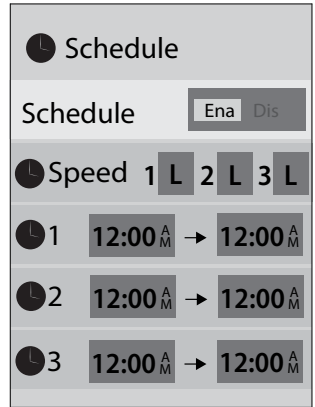 Schedule
Schedule Ena Dis
Speed 1 L 2 L 3 L
1 12:00 AM → 12:00 AM
2 12:00 AM → 12:00 AM
3 12:00 AM → 12:00 AM